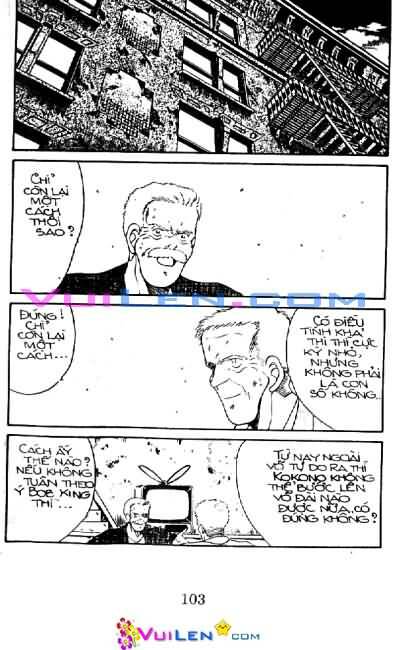 CHỈ
CÒN LẠI
MỘT
CÁCH
THÔI
SAO?
CÓ ĐIỀU
TÍNH KHẢ
THI THÌ CỰC
KỲ NHỎ,
NHƯNG
KHÔNG PHẢI
LÀ CON
SỐ KHÔNG..
ĐÚNG!
CHỈ
CÒN LẠI
MỘT
CÁCH...
VuiLen.com
CÁCH ẤY
THẾ NÀO?
NẾU KHÔNG
TUÂN THEO
Ý BOB KING
THÌ...
TỪ NAY NGOÀI
VÕ TỰ DO RA THÌ
KOKONO KHÔNG
THỂ BƯỚC LÊN
VÕ ĐÀI NÀO
ĐƯỢC NỮA, CÓ
ĐÚNG KHÔNG?
103
VuiLen.com